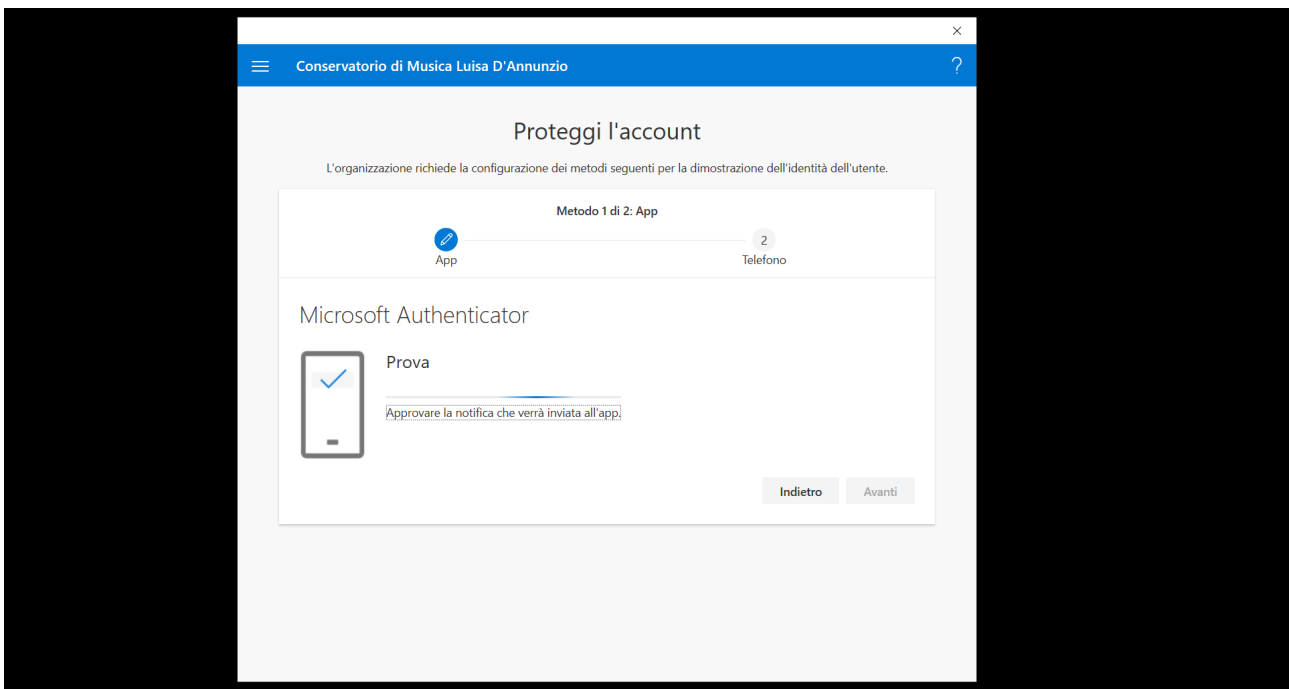 Conservatorio di Musica Luisa D'Annunzio
?
Proteggi l'account
L'organizzazione richiede la configurazione dei metodi seguenti per la dimostrazione dell'identità dell'utente.
Metodo 1 di 2: App
2
App
Telefono
Microsoft Authenticator
Prova
Approvare la notifica che verrà inviata all'app.
Indietro
Avanti